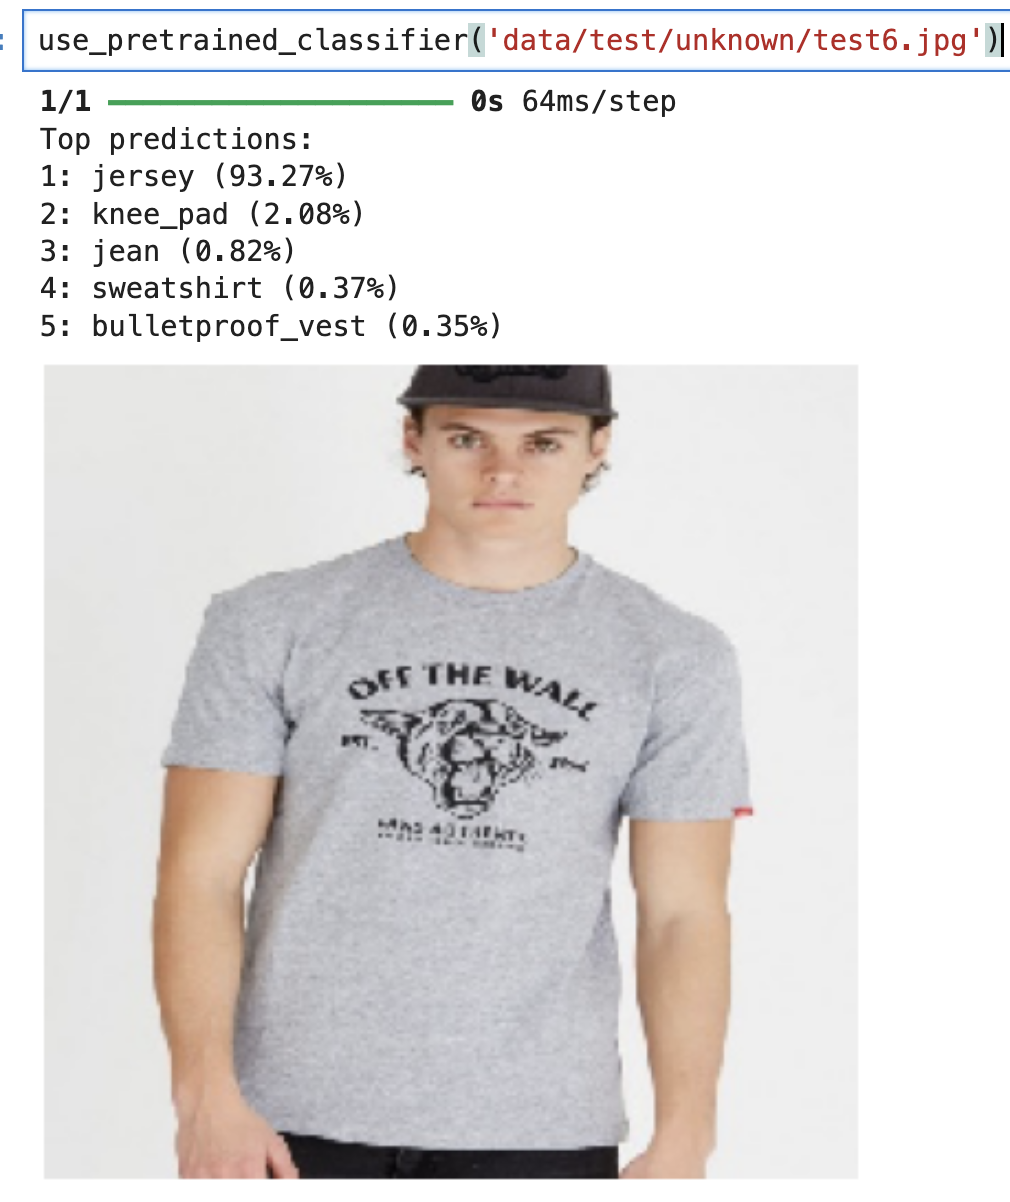 use_pretrained_classifier('data/test/unknown/test6.jpg')
1/1 0s 64ms/step
Top predictions:
1: jersey (93.27%)
2: knee_pad (2.08%)
3: jean (0.82%)
4: sweatshirt (0.37%)
5: bulletproof_vest (0.35%)
OFF THE WALL